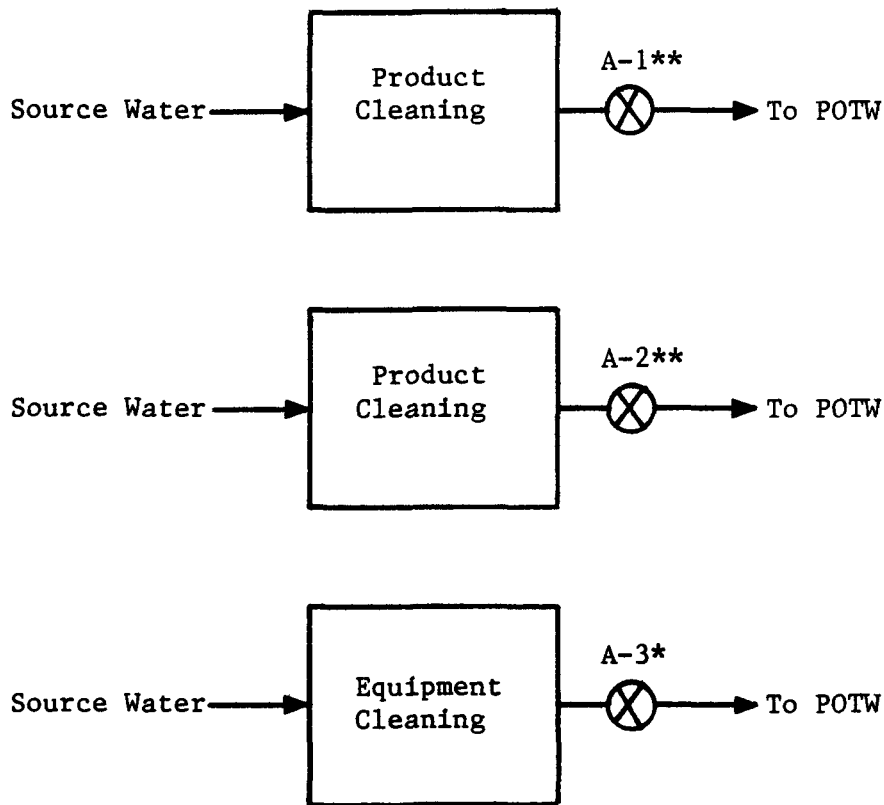 A-1**
Product
Source Water
Cleaning
To POTW
A-2**
Product
Source Water
Cleaning
To POTW
A-3*
Equipment
Source Water
Cleaning
To POTW